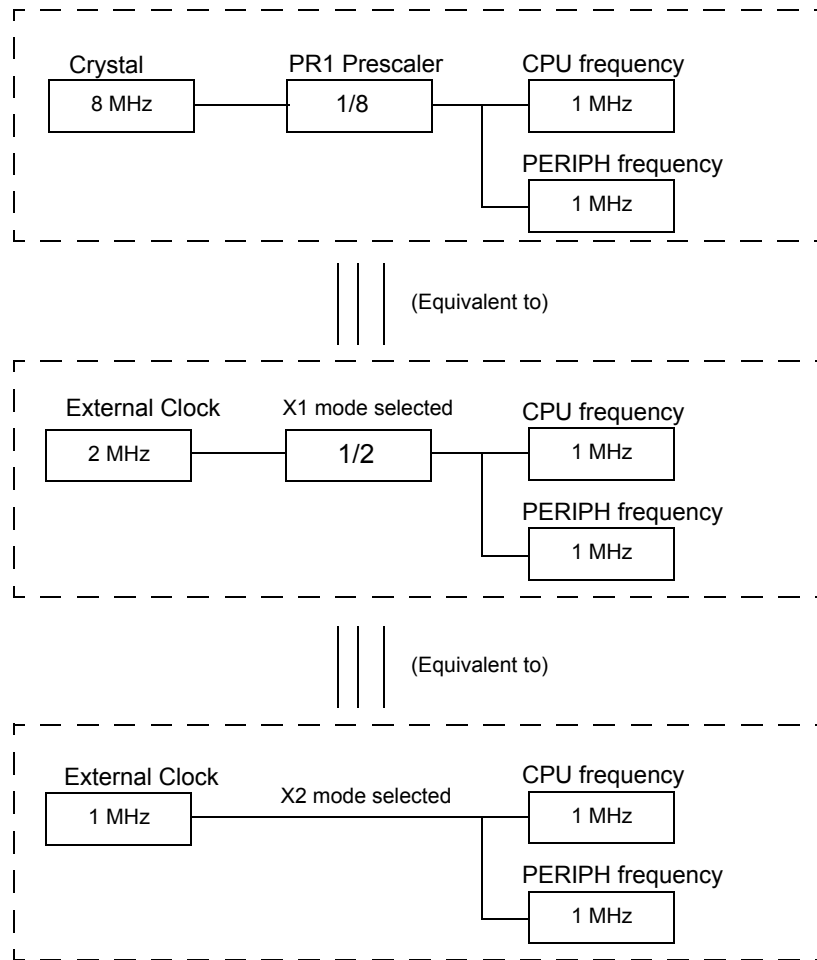 Crystal
PR1 Prescaler
CPU frequency
8 MHz
1/8
1 MHz
PERIPH frequency
1 MHz
(Equivalent to)
External Clock
X1 mode selected
CPU frequency
2 MHz
1/2
1 MHz
PERIPH frequency
1 MHz
(Equivalent to)
External Clock
X2 mode selected
CPU frequency
1 MHz
1 MHz
PERIPH frequency
1 MHz